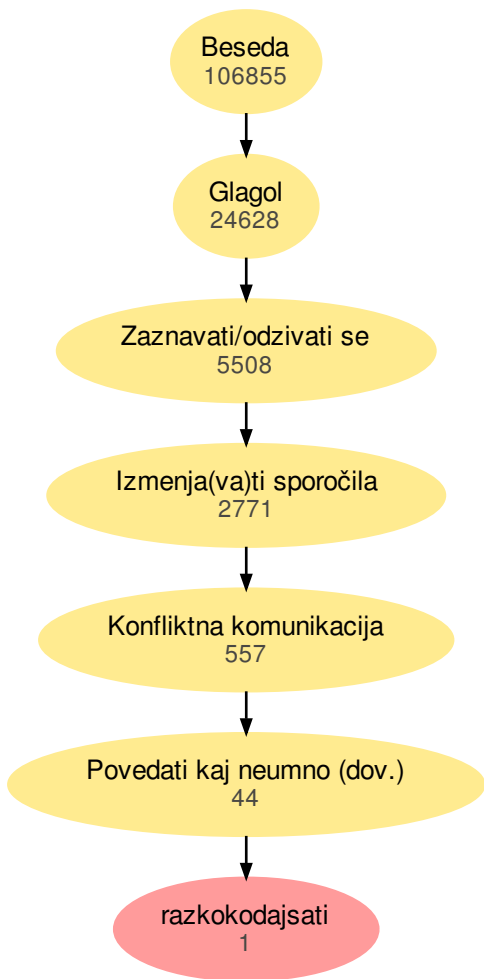 Beseda
106855
Glagol
24628
Zaznavati/odzivati se
5508
Izmenja(va)ti sporočila
2771
Konfliktna komunikacija
557
Povedati kaj neumno (dov.)
44
razkokodajsati
1